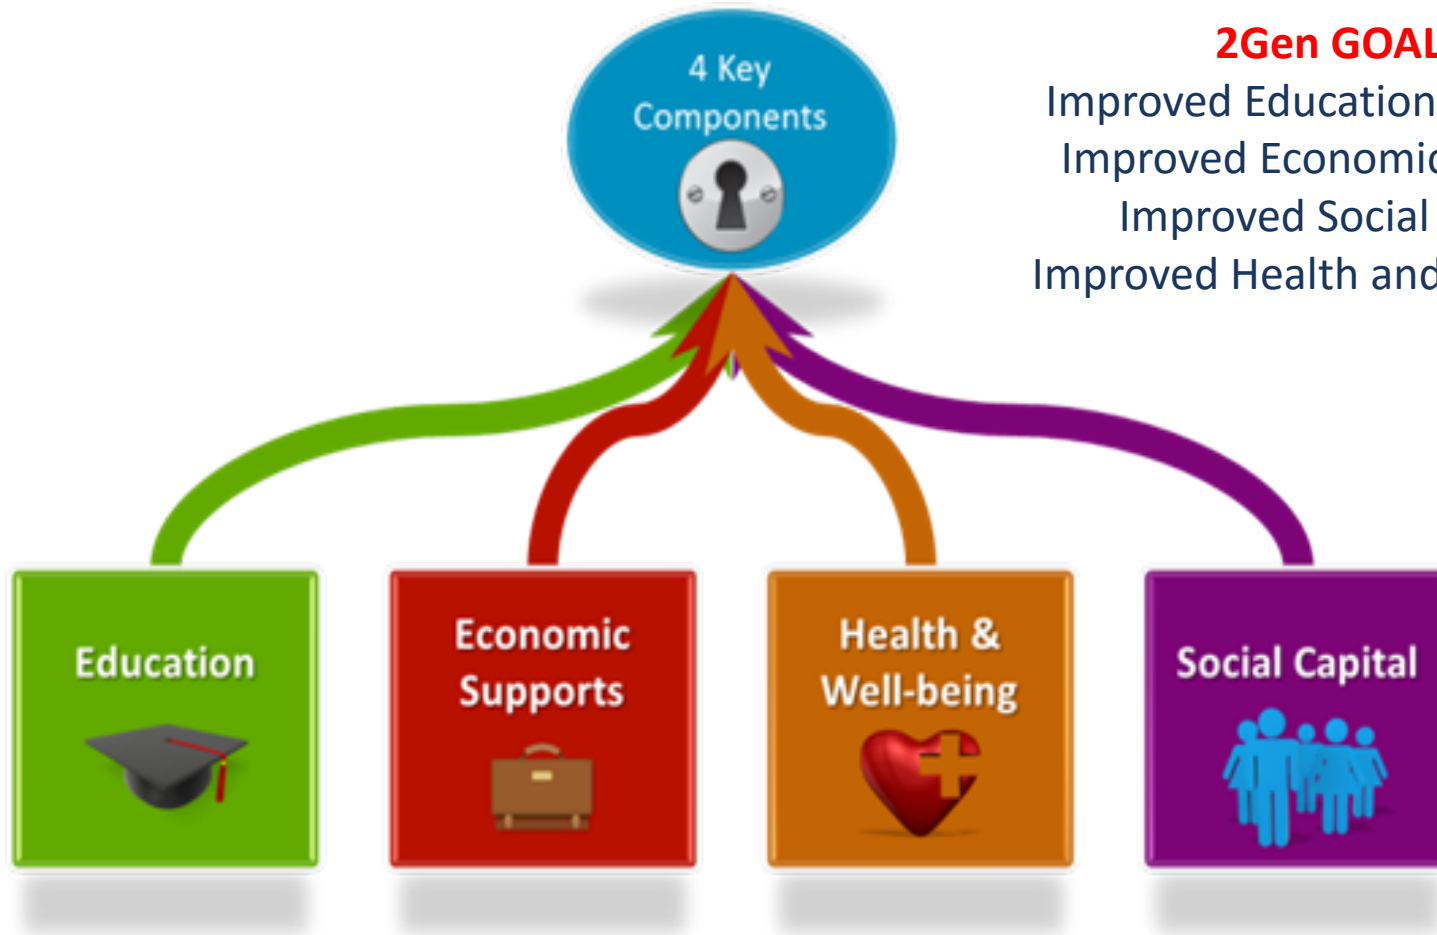 4 Key
Components
2Gen GOAL
Improved Education
Improved Economic
Improved Social
Improved Health and
Education
Economic
Supports
Health &
Well-being
Social Capital